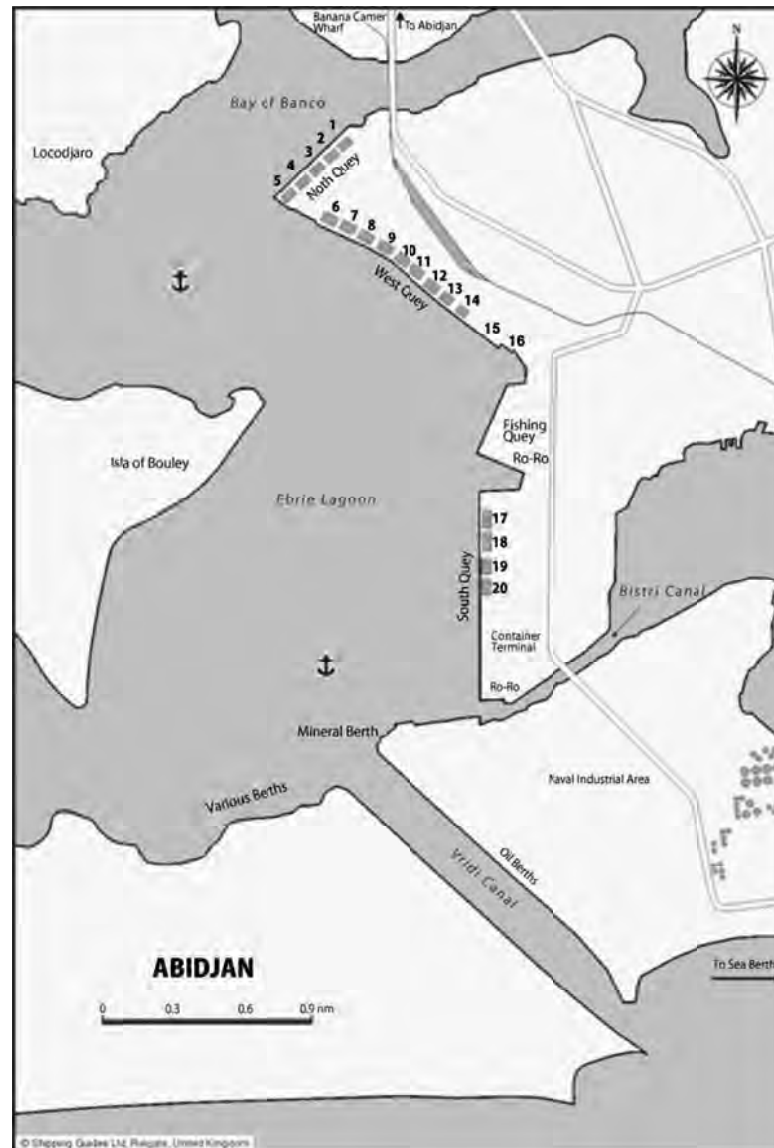 Banana Carrier
Wharf
To Abidjan
N
Bay of Banco
Locodjaro
1
2
3
4
5
Noth Quey
6
7
8
9
10
11
12
13
14
15
16
West Quey
Fishing
Quey
Ro-Ro
Isla of Bouley
Ebrie Lagoon
17
18
19
20
South Quey
Bistri Canal
Container
Terminal
Ro-Ro
Mineral Berth
Naval Industrial Area
Various Berths
Oil Berths
Vridi Canal
ABIDJAN
To Sea Berth
0 0.3 0.6 0.9 nm
© Shipping Guides Ltd, Reigate, United Kingdom